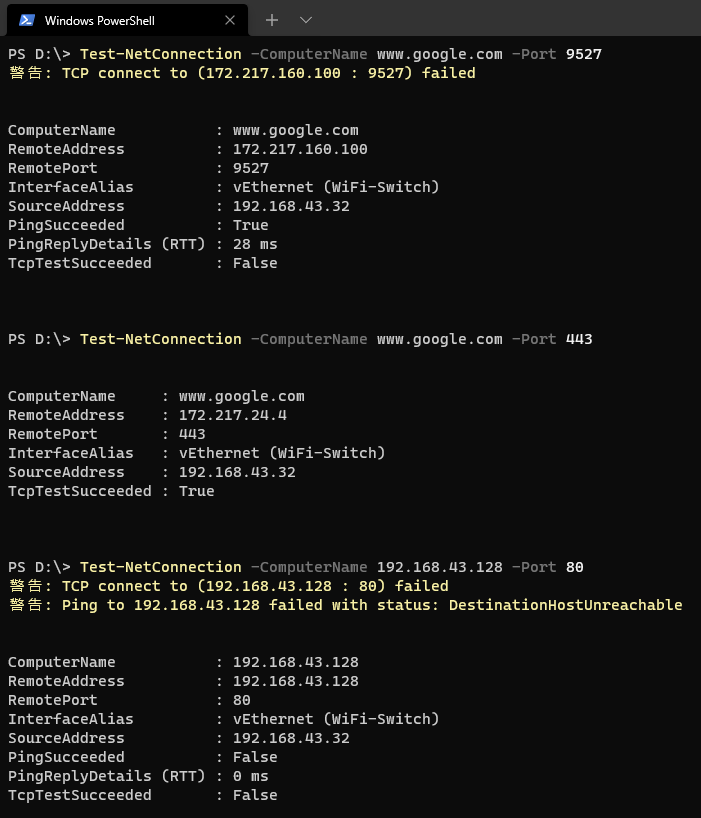 Windows PowerShell
PS D:\> Test-NetConnection -ComputerName www.google.com -Port 9527
警告: TCP connect to (172.217.160.100 : 9527) failed
ComputerName           : www.google.com
RemoteAddress          : 172.217.160.100
RemotePort             : 9527
InterfaceAlias         : vEthernet (WiFi-Switch)
SourceAddress          : 192.168.43.32
PingSucceeded          : True
PingReplyDetails (RTT) : 28 ms
TcpTestSucceeded       : False
PS D:\> Test-NetConnection -ComputerName www.google.com -Port 443
ComputerName     : www.google.com
RemoteAddress    : 172.217.24.4
RemotePort       : 443
InterfaceAlias   : vEthernet (WiFi-Switch)
SourceAddress    : 192.168.43.32
TcpTestSucceeded : True
PS D:\> Test-NetConnection -ComputerName 192.168.43.128 -Port 80
警告: TCP connect to (192.168.43.128 : 80) failed
警告: Ping to 192.168.43.128 failed with status: DestinationHostUnreachable
ComputerName           : 192.168.43.128
RemoteAddress          : 192.168.43.128
RemotePort             : 80
InterfaceAlias         : vEthernet (WiFi-Switch)
SourceAddress          : 192.168.43.32
PingSucceeded          : False
PingReplyDetails (RTT) : 0 ms
TcpTestSucceeded       : False